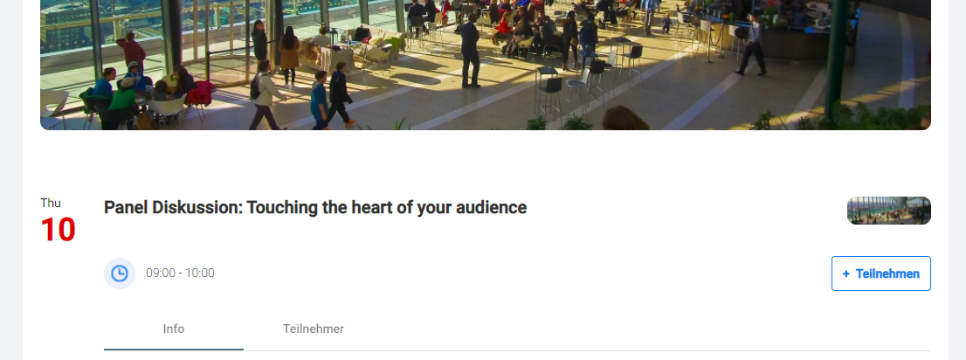 Thu
10
Panel Diskussion: Touching the heart of your audience
09:00 - 10:00
+ Teilnehmen
Info
Teilnehmer